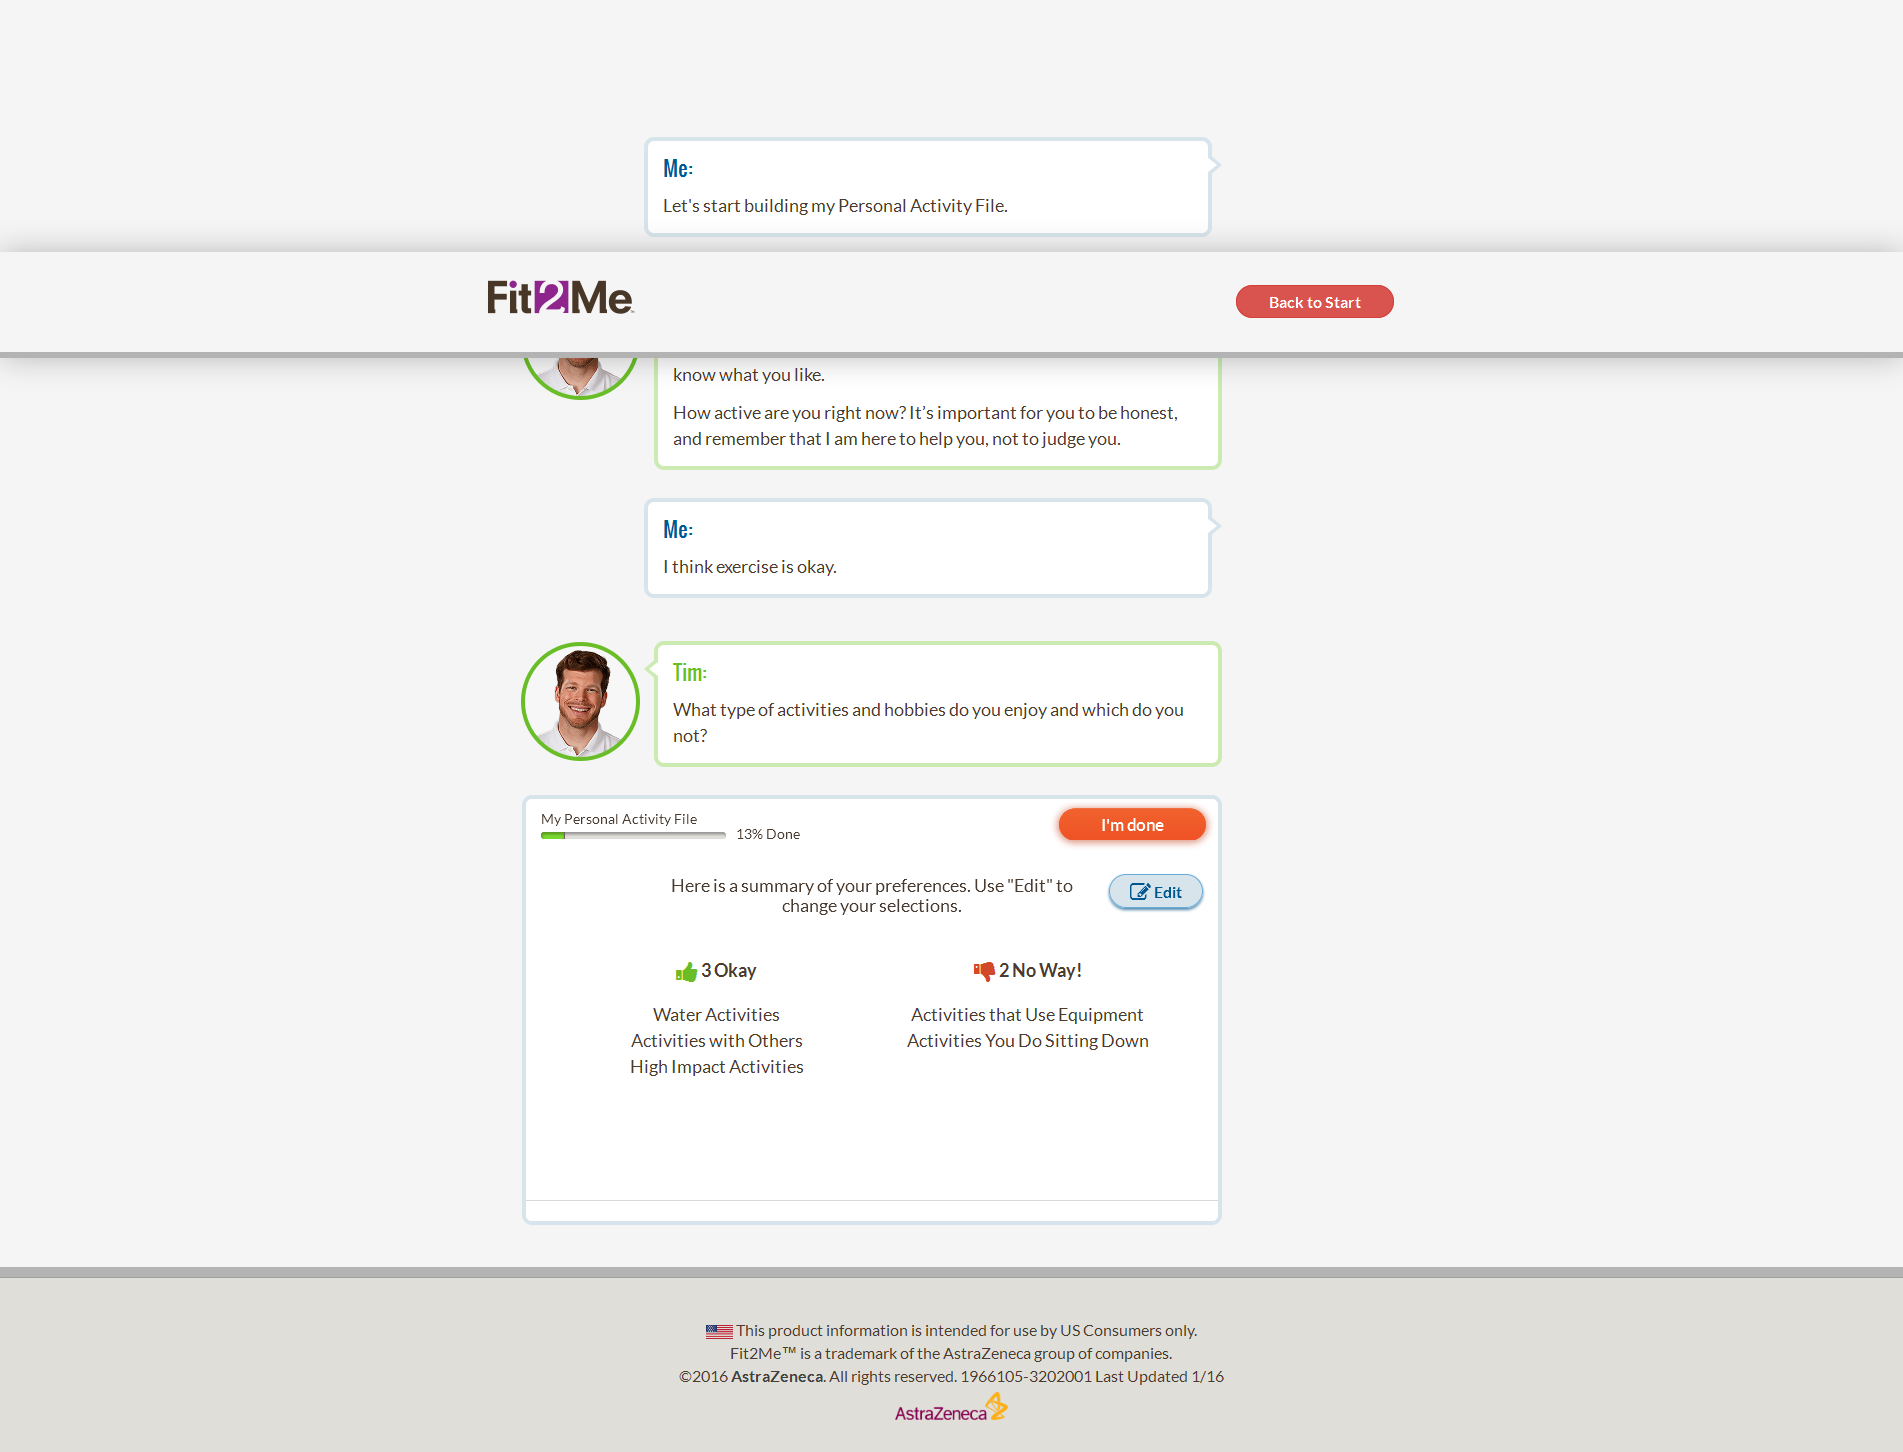 Me:
Let's start building my Personal Activity File.
Fit2Me™
Back to Start
know what you like.
How active are you right now? It’s important for you to be honest,
and remember that I am here to help you, not to judge you.
Me:
I think exercise is okay.
Tim:
What type of activities and hobbies do you enjoy and which do you
not?
My Personal Activity File
13% Done
I'm done
Here is a summary of your preferences. Use "Edit" to
change your selections.
Edit
3 Okay
Water Activities
Activities with Others
High Impact Activities
2 No Way!
Activities that Use Equipment
Activities You Do Sitting Down
This product information is intended for use by US Consumers only.
Fit2Me™ is a trademark of the AstraZeneca group of companies.
©2016 AstraZeneca. All rights reserved. 1966105-3202001 Last Updated 1/16
AstraZeneca